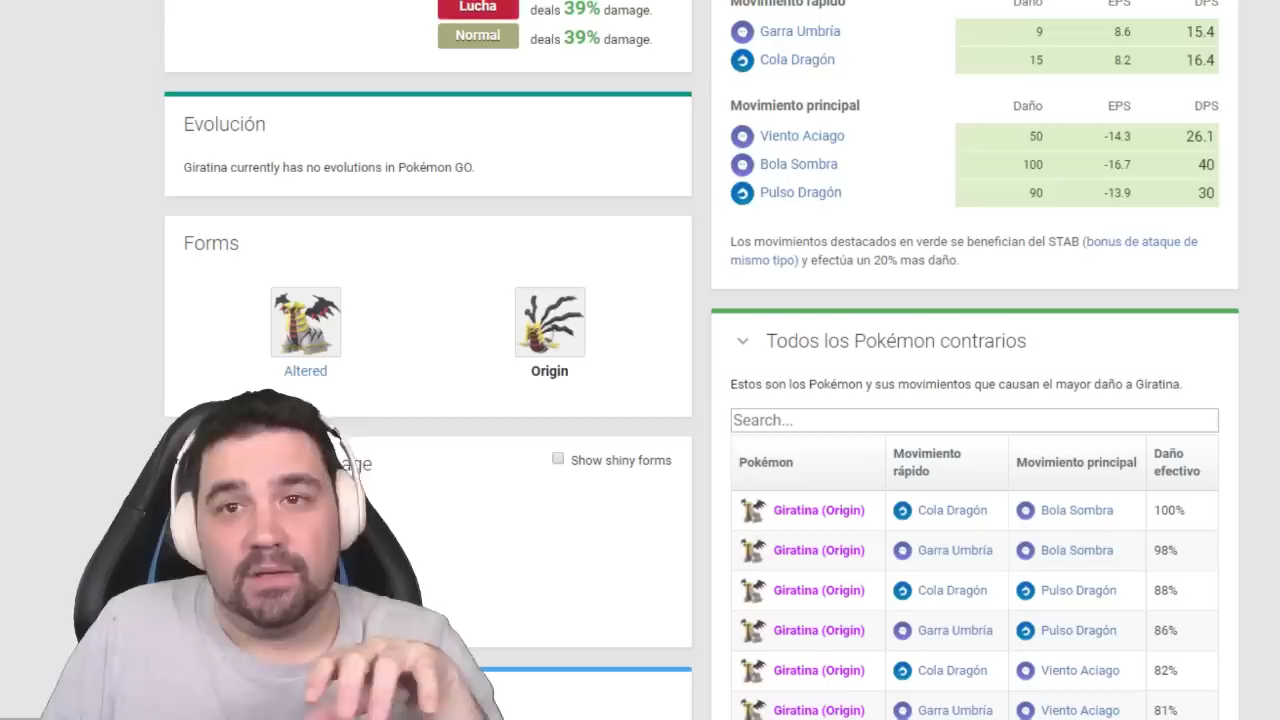 Lucha
deals 39% damage.
Normal
deals 39% damage.
Evolución
Giratina currently has no evolutions in Pokémon GO.
Forms
Altered
Origin
Show shiny forms
Movimiento rápido Daño EPS DPS
Garra Umbría 9 8.6 15.4
Cola Dragón 15 8.2 16.4
Movimiento principal Daño EPS DPS
Viento Aciago 50 -14.3 26.1
Bola Sombra 100 -16.7 40
Pulso Dragón 90 -13.9 30
Los movimientos destacados en verde se benefician del STAB (bonus de ataque de
mismo tipo) y efectúa un 20% mas daño.
Todos los Pokémon contrarios
Estos son los Pokémon y sus movimientos que causan el mayor daño a Giratina.
Search...
Pokémon Movimiento rápido Movimiento principal Daño efectivo
Giratina (Origin) Cola Dragón Bola Sombra 100%
Giratina (Origin) Garra Umbría Bola Sombra 98%
Giratina (Origin) Cola Dragón Pulso Dragón 88%
Giratina (Origin) Garra Umbría Pulso Dragón 86%
Giratina (Origin) Cola Dragón Viento Aciago 82%
Giratina (Origin) Garra Umbría Viento Aciago 81%